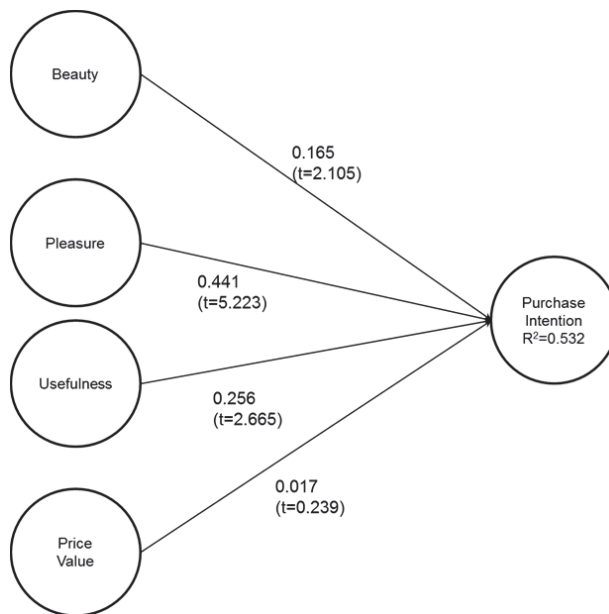 Beauty
0.165
(t=2.105)
Pleasure
0.441
(t=5.223)
Purchase
Intention
R²=0.532
Usefulness
0.256
(t=2.665)
0.017
(t=0.239)
Price
Value